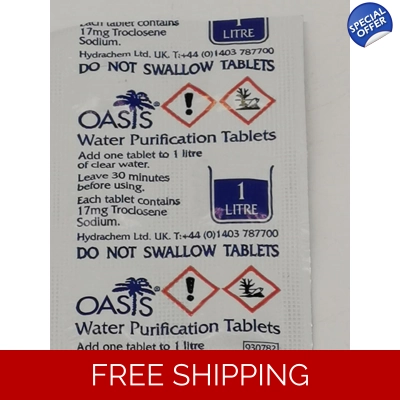 SPECIAL
OFFER
Each tablet contains
17mg Troclosene
Sodium.
1
LITRE
Hydrachem Ltd. UK. T:+44 (0)1403 787700
DO NOT SWALLOW TABLETS
OASIS®
Water Purification Tablets
Add one tablet to 1 litre
of clear water.
Leave 30 minutes
before using.
Each tablet contains
17mg Troclosene
Sodium.
1
LITRE
Hydrachem Ltd. UK. T:+44 (0)1403 787700
DO NOT SWALLOW TABLETS
OASIS®
Water Purification Tablets
Add one tablet to 1 litre
930782
FREE SHIPPING